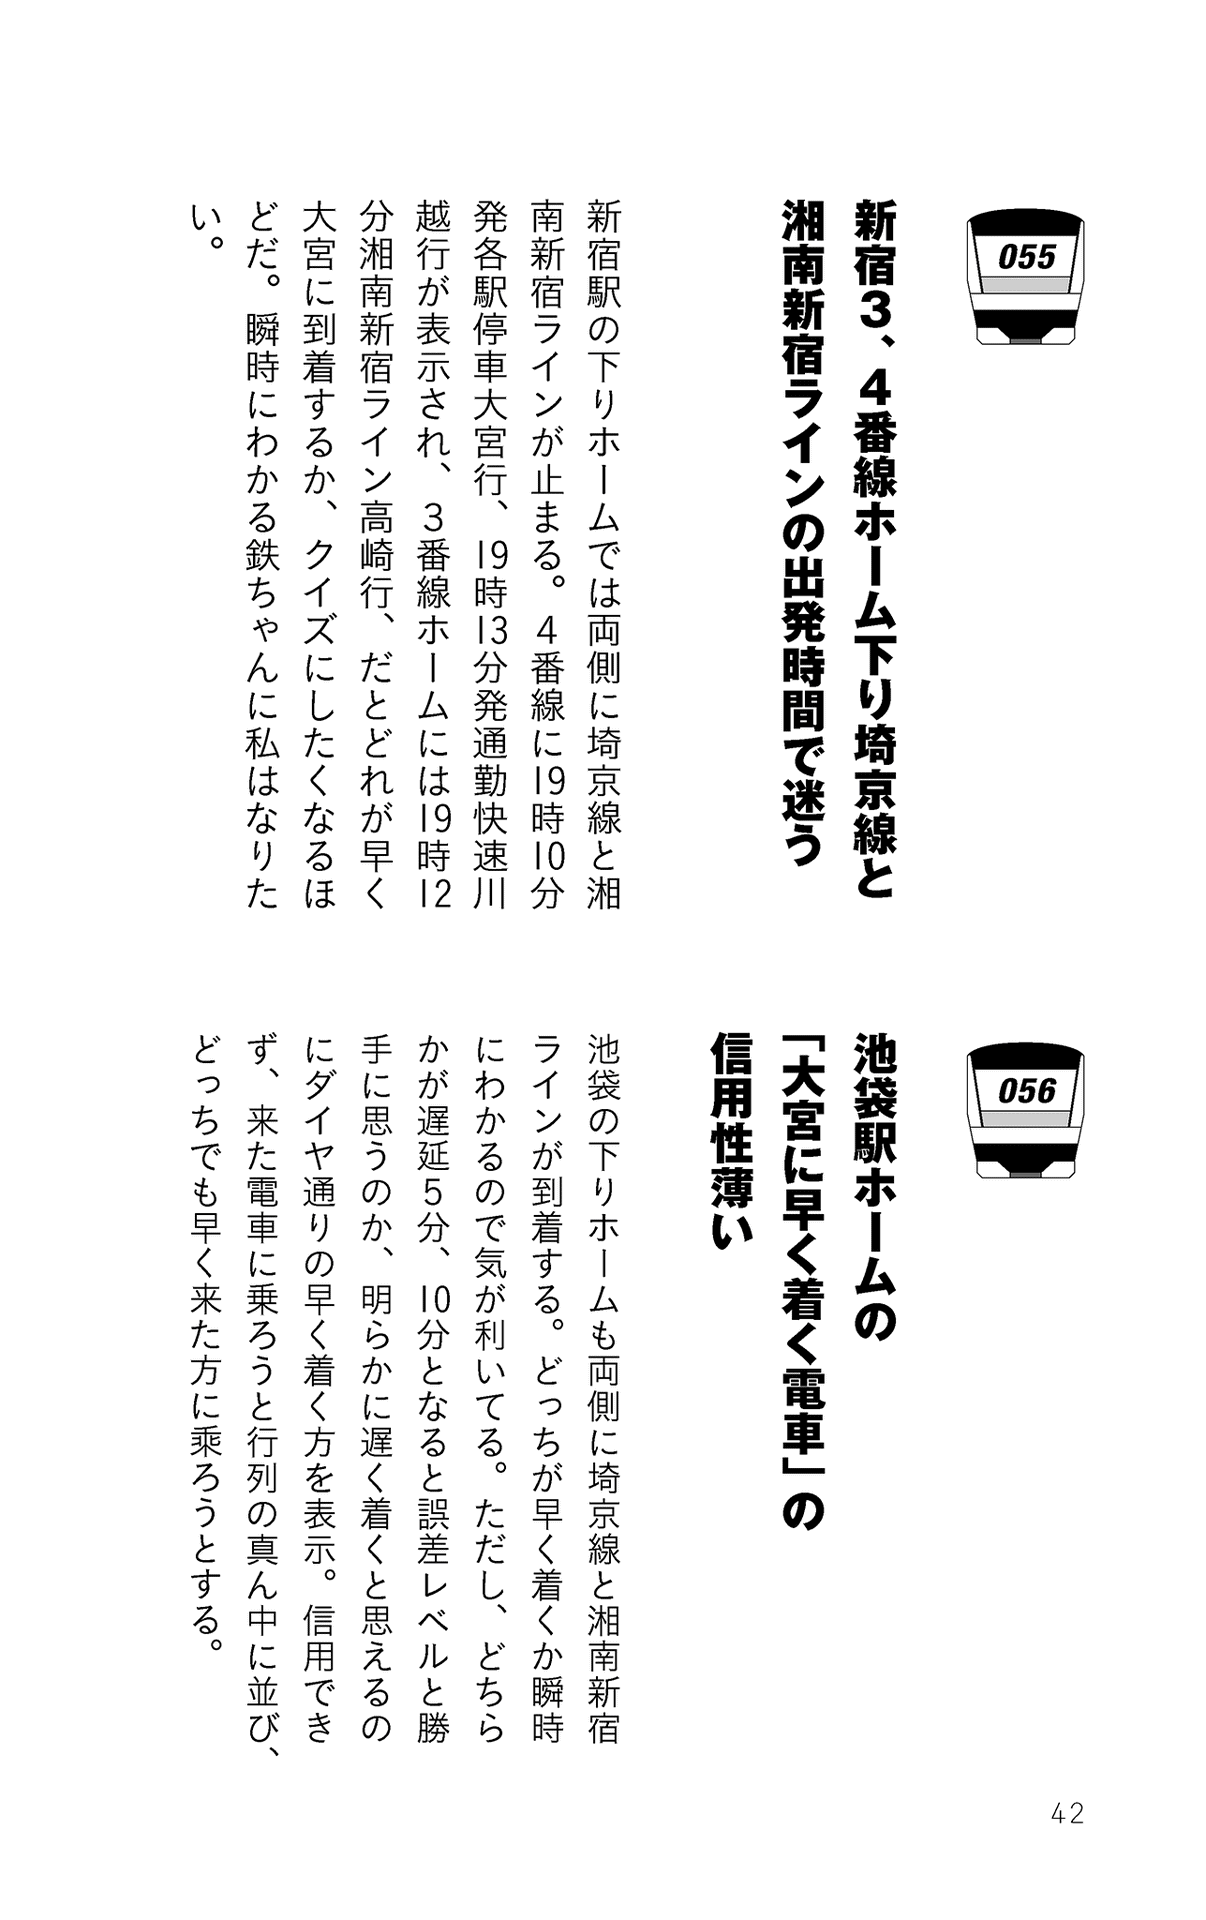 055
新宿3、4番線ホーム下り埼京線と
湘南新宿ラインの出発時間で迷う
新宿駅の下りホームでは両側に埼京線と湘
南新宿ラインが止まる。4番線に19時10分
発各駅停車大宮行、19時13分発通勤快速川
越行が表示され、3番線ホームには19時12
分湘南新宿ライン高崎行、だとどれが早く
大宮に到着するか、クイズにしたくなるほ
どだ。瞬時にわかる鉄ちゃんに私はなりた
い。
056
池袋駅ホームの
「大宮に早く着く電車」の
信用性薄い
池袋の下りホームも両側に埼京線と湘南新宿
ラインが到着する。どっちが早く着くか瞬時
にわかるので気が利いてる。ただし、どちら
かが遅延5分、10分となると誤差レベルと勝
手に思うのか、明らかに遅く着くと思えるの
にダイヤ通りの早く着く方を表示。信用でき
ず、来た電車に乗ろうと行列の真ん中に並び、
どっちでも早く来た方に乗ろうとする。
42